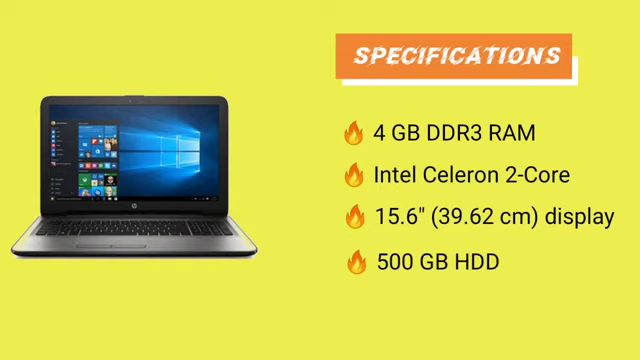 SPECIFICATIONS
4 GB DDR3 RAM
Intel Celeron 2-Core
15.6" (39.62 cm) display
500 GB HDD